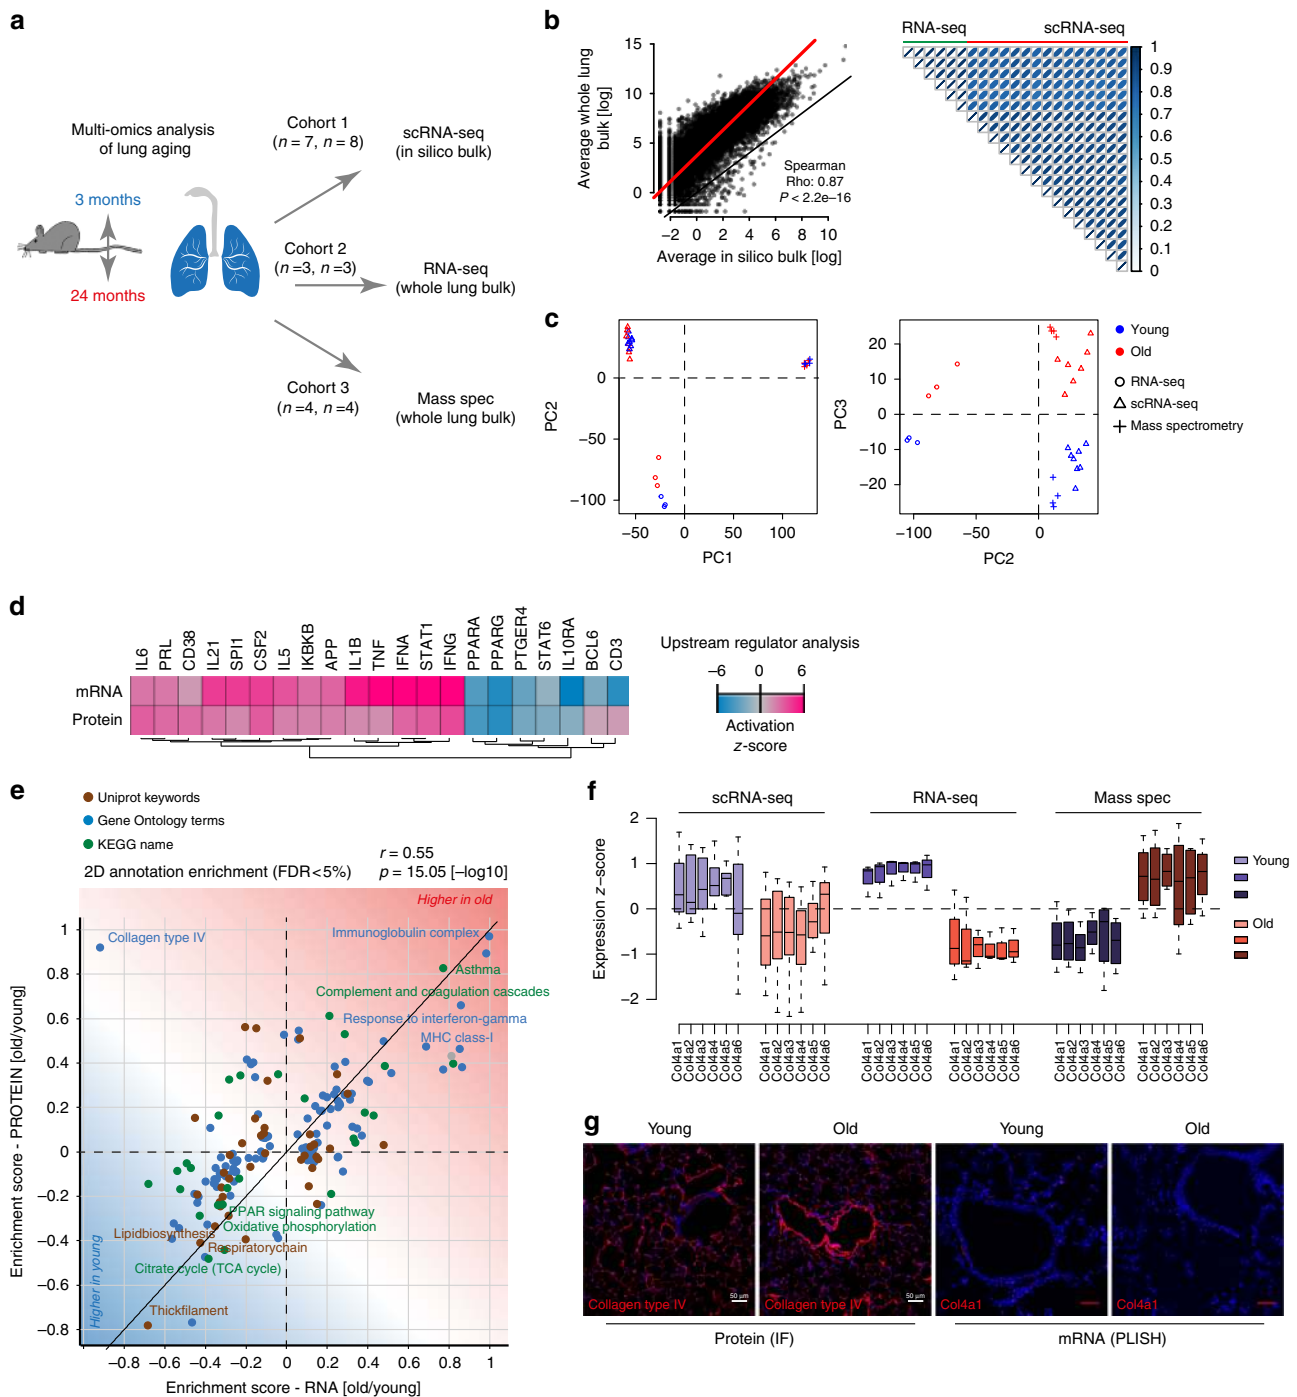 a
Multi-omics analysis
of lung aging
3 months
24 months
Cohort 1
(n = 7, n = 8)
scRNA-seq
(in silico bulk)
Cohort 2
(n =3, n =3)
RNA-seq
(whole lung bulk)
Cohort 3
(n =4, n =4)
Mass spec
(whole lung bulk)
b
Average whole lung
bulk [log]
15
10
5
0
−2 0 2 4 6 8 10
Average in silico bulk [log]
Spearman
Rho: 0.87
P < 2.2e−16
RNA-seq
scRNA-seq
1
0.9
0.8
0.7
0.6
0.5
0.4
0.3
0.2
0.1
0
c
PC2
0
−50
−100
−50 0 50 100
PC1
PC3
20
10
0
−10
−20
−100 −50 0
PC2
Young
Old
RNA-seq
scRNA-seq
Mass spectrometry
d
IL6
PRL
CD38
IL21
SPI1
CSF2
IL5
IKBKB
APP
IL1B
TNF
IFNA
STAT1
IFNG
PPARA
PPARG
PTGER4
STAT6
IL10RA
BCL6
CD3
mRNA
Protein
Upstream regulator analysis
−6 0 6
Activation
z-score
e
Uniprot keywords
Gene Ontology terms
KEGG name
2D annotation enrichment (FDR<5%)
r = 0.55
p = 15.05 [−log10]
Higher in old
Higher in young
Collagen type IV
Immunoglobulin complex
Asthma
Complement and coagulation cascades
Response to interferon-gamma
MHC class-I
PPAR signaling pathway
Oxidative phosphorylation
Lipidbiosynthesis
Respiratorychain
Citrate cycle (TCA cycle)
Thickfilament
Enrichment score - PROTEIN [old/young]
1
0.8
0.6
0.4
0.2
0
−0.2
−0.4
−0.6
−0.8
−0.8 −0.6 −0.4 −0.2 0 0.2 0.4 0.6 0.8 1
Enrichment score - RNA [old/young]
f
scRNA-seq
RNA-seq
Mass spec
Expression z−score
2
1
0
−1
−2
Young
Old
Col4a1
Col4a2
Col4a3
Col4a4
Col4a5
Col4a6
Col4a1
Col4a2
Col4a3
Col4a4
Col4a5
Col4a6
Col4a1
Col4a2
Col4a3
Col4a4
Col4a5
Col4a6
Col4a1
Col4a2
Col4a3
Col4a4
Col4a5
Col4a6
Col4a1
Col4a2
Col4a3
Col4a4
Col4a5
Col4a6
Col4a1
Col4a2
Col4a3
Col4a4
Col4a5
Col4a6
g
Young
Old
Young
Old
Collagen type IV
50 µm
Collagen type IV
50 µm
Col4a1
Col4a1
Protein (IF)
mRNA (PLISH)